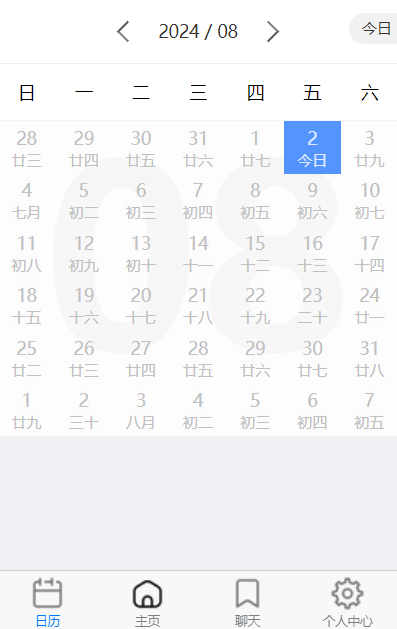 2024 / 08 今日
日 一 二 三 四 五 六
28 29 30 31 1 2 3
廿三 廿四 廿五 廿六 廿七 今日 廿九
4 5 6 7 8 9 10
七月 初二 初三 初四 初五 初六 初七
11 12 13 14 15 16 17
初八 初九 初十 十一 十二 十三 十四
18 19 20 21 22 23 24
十五 十六 十七 十八 十九 二十 廿一
25 26 27 28 29 30 31
廿二 廿三 廿四 廿五 廿六 廿七 廿八
1 2 3 4 5 6 7
廿九 三十 八月 初二 初三 初四 初五
08
日历 主页 聊天 个人中心